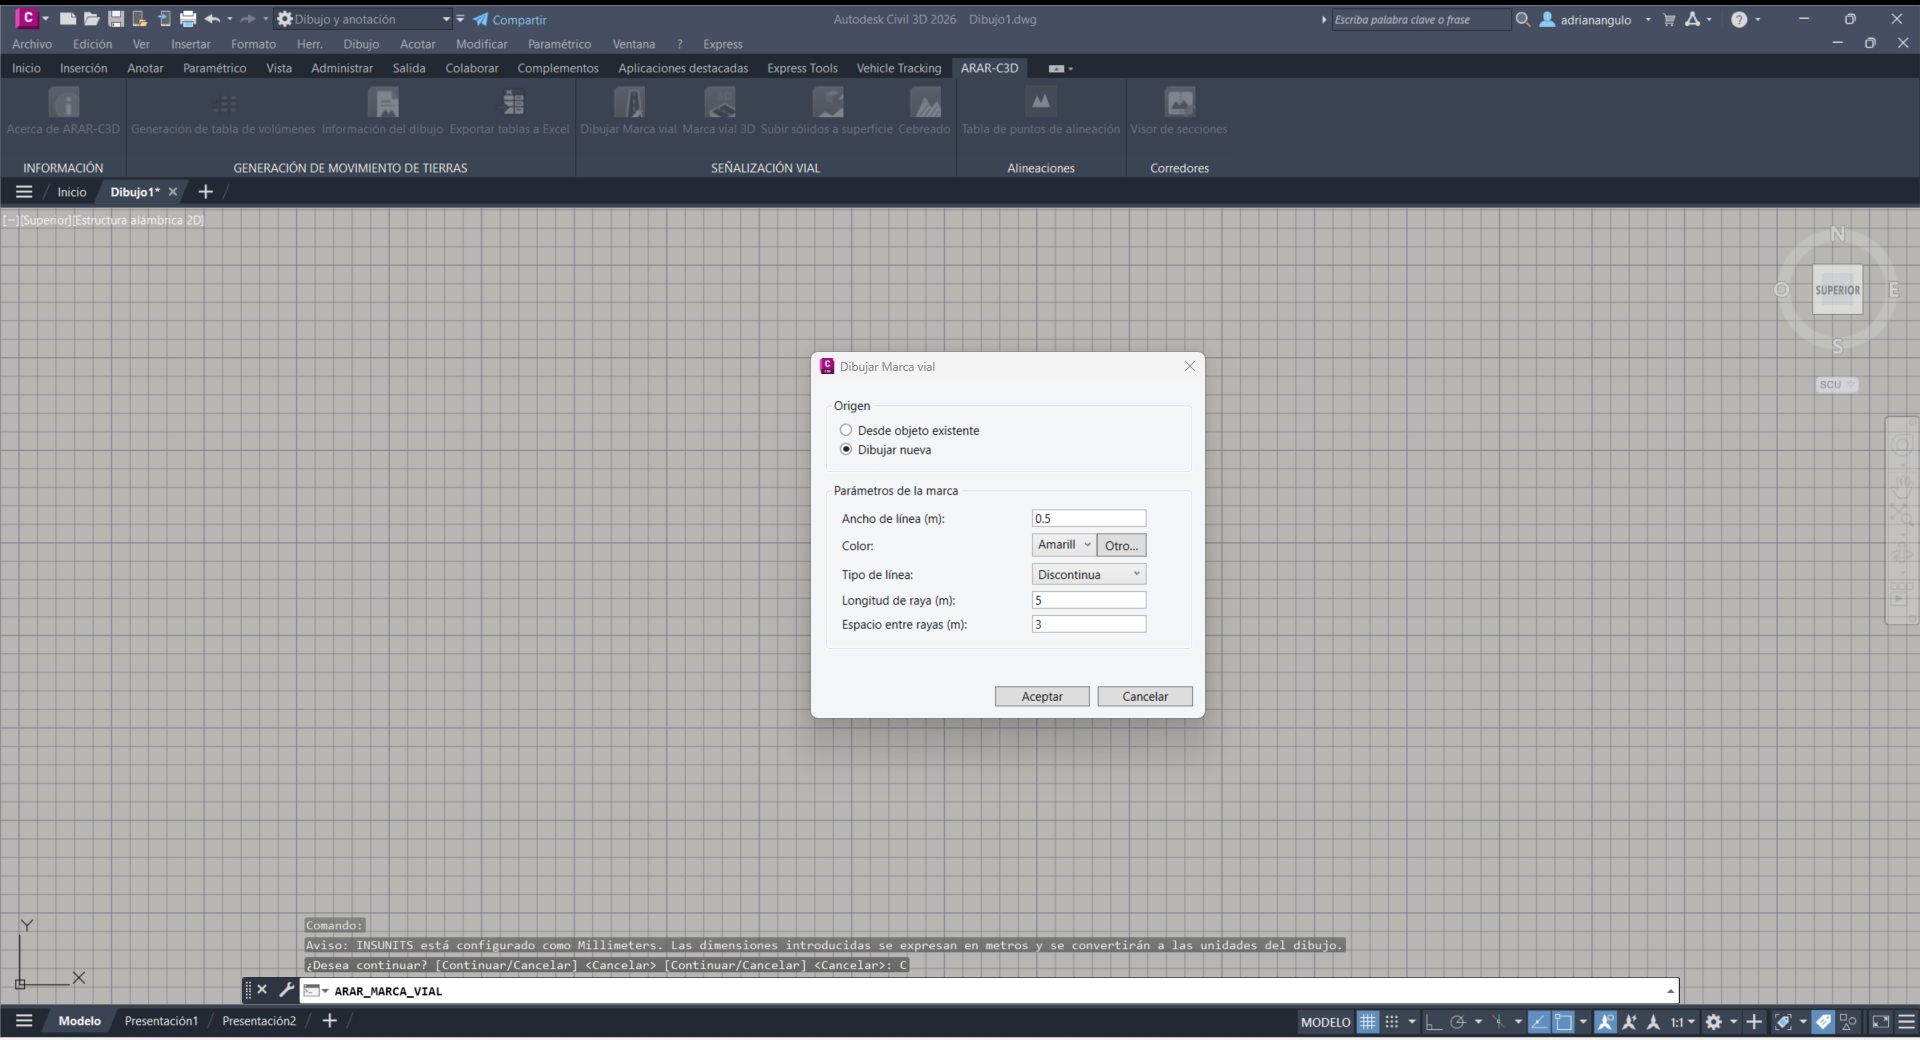 Dibujo y anotación
Compartir
Autodesk Civil 3D 2026 Dibujo1.dwg
Escriba palabra clave o frase
adrianangulo
Archivo Edición Ver Insertar Formato Herr. Dibujo Acotar Modificar Paramétrico Ventana ? Express
Inicio Inserción Anotar Paramétrico Vista Administrar Salida Colaborar Complementos Aplicaciones destacadas Express Tools Vehicle Tracking ARAR-C3D
Acerca de ARAR-C3D Generación de tabla de volúmenes Información del dibujo Exportar tablas a Excel Dibujar Marca vial Marca vial 3D Subir sólidos a superficie Cebreado Tabla de puntos de alineación Visor de secciones
INFORMACIÓN GENERACIÓN DE MOVIMIENTO DE TIERRAS SEÑALIZACIÓN VIAL Alineaciones Corredores
Inicio Dibujo1*
[−][Superior][Estructura alámbrica 2D]
N
O SUPERIOR E
S
SCU
Dibujar Marca vial
Origen
Desde objeto existente
Dibujar nueva
Parámetros de la marca
Ancho de línea (m): 0.5
Color: Amarill Otro...
Tipo de línea: Discontinua
Longitud de raya (m): 5
Espacio entre rayas (m): 3
Aceptar Cancelar
Y
X
Comando:
Aviso: INSUNITS está configurado como Millimeters. Las dimensiones introducidas se expresan en metros y se convertirán a las unidades del dibujo.
¿Desea continuar? [Continuar/Cancelar] <Cancelar> [Continuar/Cancelar] <Cancelar>: C
ARAR_MARCA_VIAL
Modelo Presentación1 Presentación2
MODELO 1:1